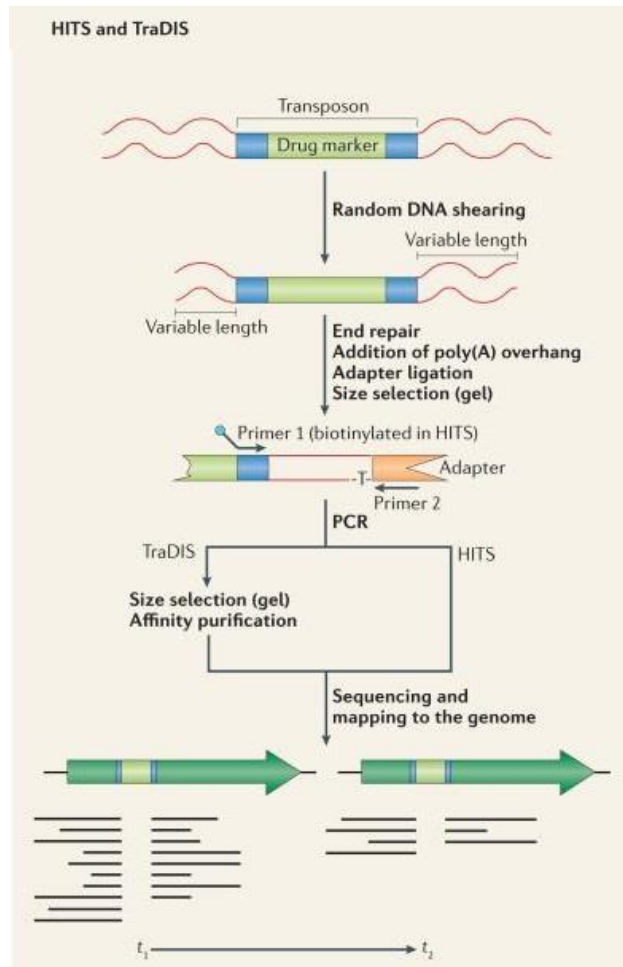 HITS and TraDIS
Transposon
Drug marker
Random DNA shearing
Variable length
Variable length
End repair
Addition of poly(A) overhang
Adapter ligation
Size selection (gel)
Primer 1 (biotinylated in HITS)
Adapter
-T-
Primer 2
PCR
TraDIS
HITS
Size selection (gel)
Affinity purification
Sequencing and
mapping to the genome
t1
t2